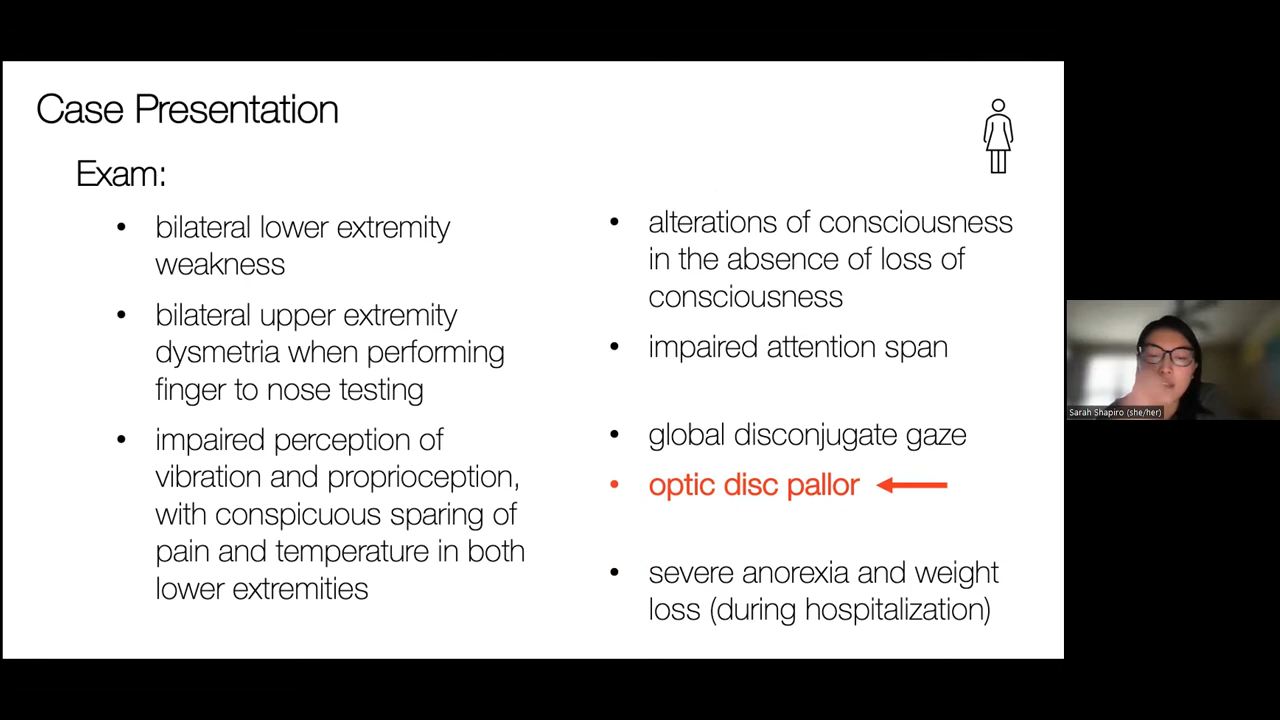 Case Presentation
Exam:
• bilateral lower extremity
weakness
• bilateral upper extremity
dysmetria when performing
finger to nose testing
• impaired perception of
vibration and proprioception,
with conspicuous sparing of
pain and temperature in both
lower extremities
• alterations of consciousness
in the absence of loss of
consciousness
• impaired attention span
• global disconjugate gaze
• optic disc pallor
• severe anorexia and weight
loss (during hospitalization)
Sarah Shapiro (she/her)